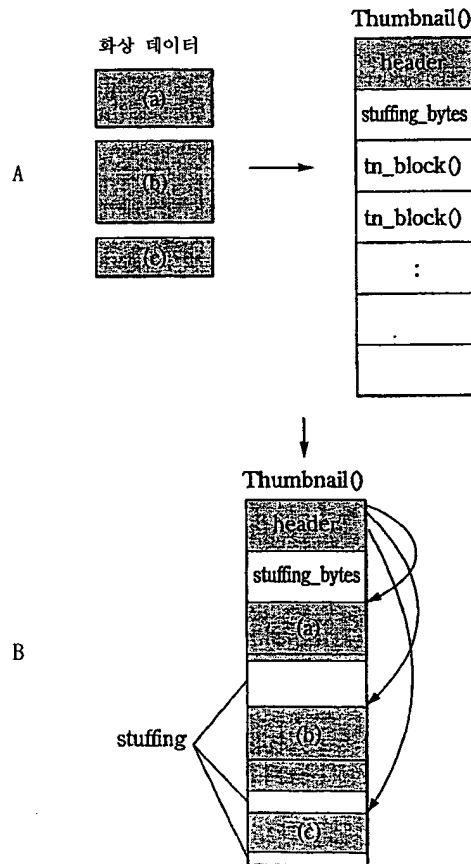 Thumbnail()
화상 데이터
header
stuffing_bytes
tn_block()
tn_block()
:
(a)
(b)
(c)
A
Thumbnail()
header
stuffing_bytes
(a)
(b)
(c)
stuffing
B